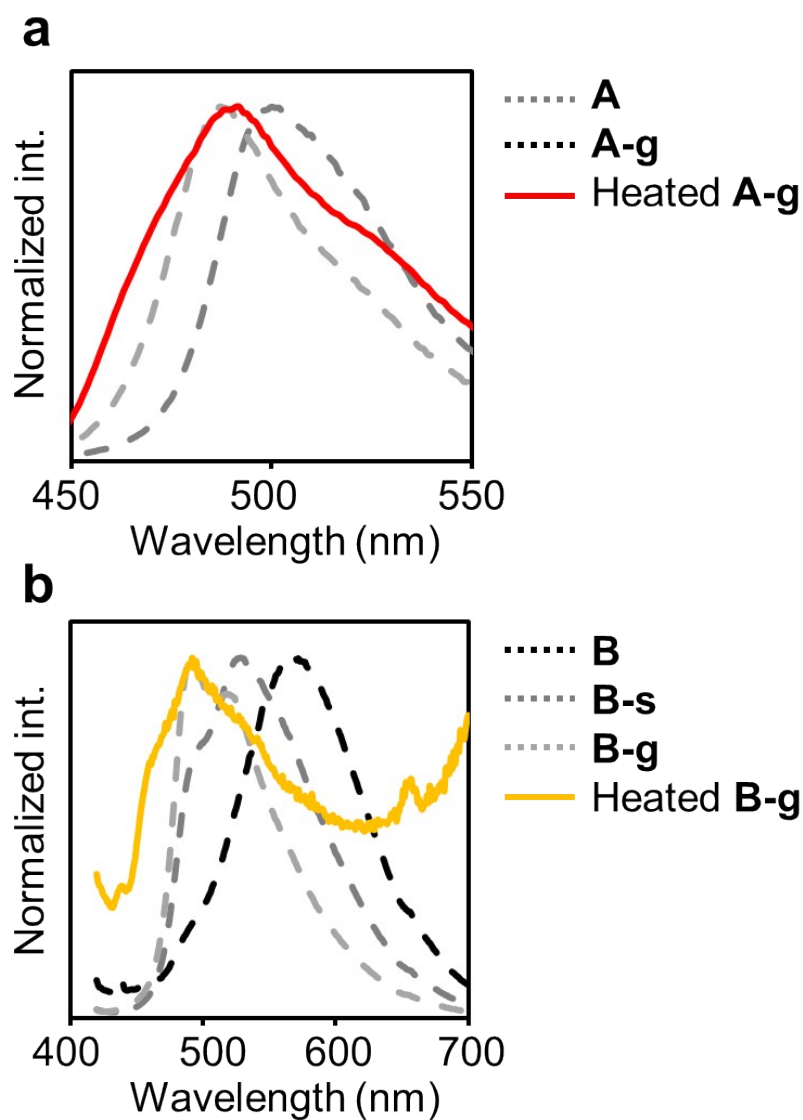 a
Normalized int.
A
A-g
Heated A-g
450
500
550
Wavelength (nm)
b
Normalized int.
B
B-s
B-g
Heated B-g
400
500
600
700
Wavelength (nm)